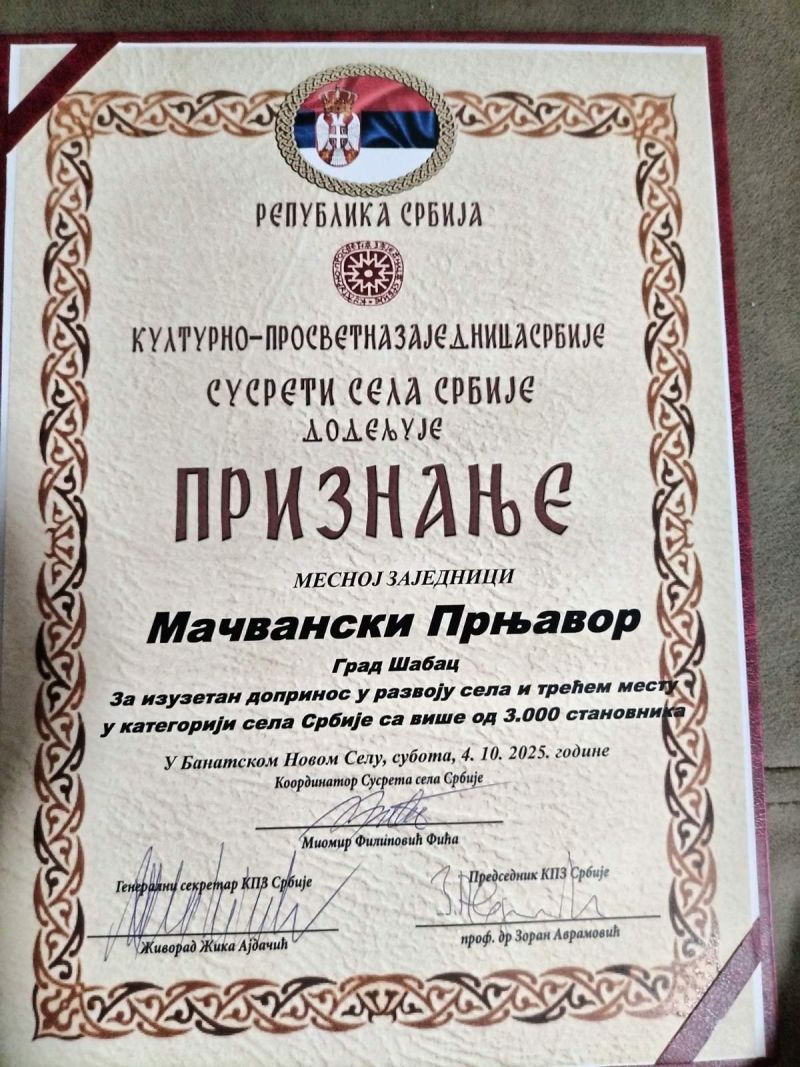 РЕПУБЛИКА СРБИЈА
КУЛТУРНО-ПРОСВЕТНАЗАЈЕДНИЦАСРБИЈЕ
СУСРЕТИ СЕЛА СРБИЈЕ
ДОДЕЉУЈЕ
ПРИЗНАЊЕ
МЕСНОЈ ЗАЈЕДНИЦИ
Мачвански Прњавор
Град Шабац
За изузетан допринос у развоју села и трећем месту
у категорији села Србије са више од 3.000 становника
У Банатском Новом Селу, субота, 4. 10. 2025. године
Координатор Сусрета села Србије
Миомир Филиповић Фића
Генерални секретар КПЗ Србије
Живорад Жика Ајдачић
Председник КПЗ Србије
проф. др Зоран Аврамовић